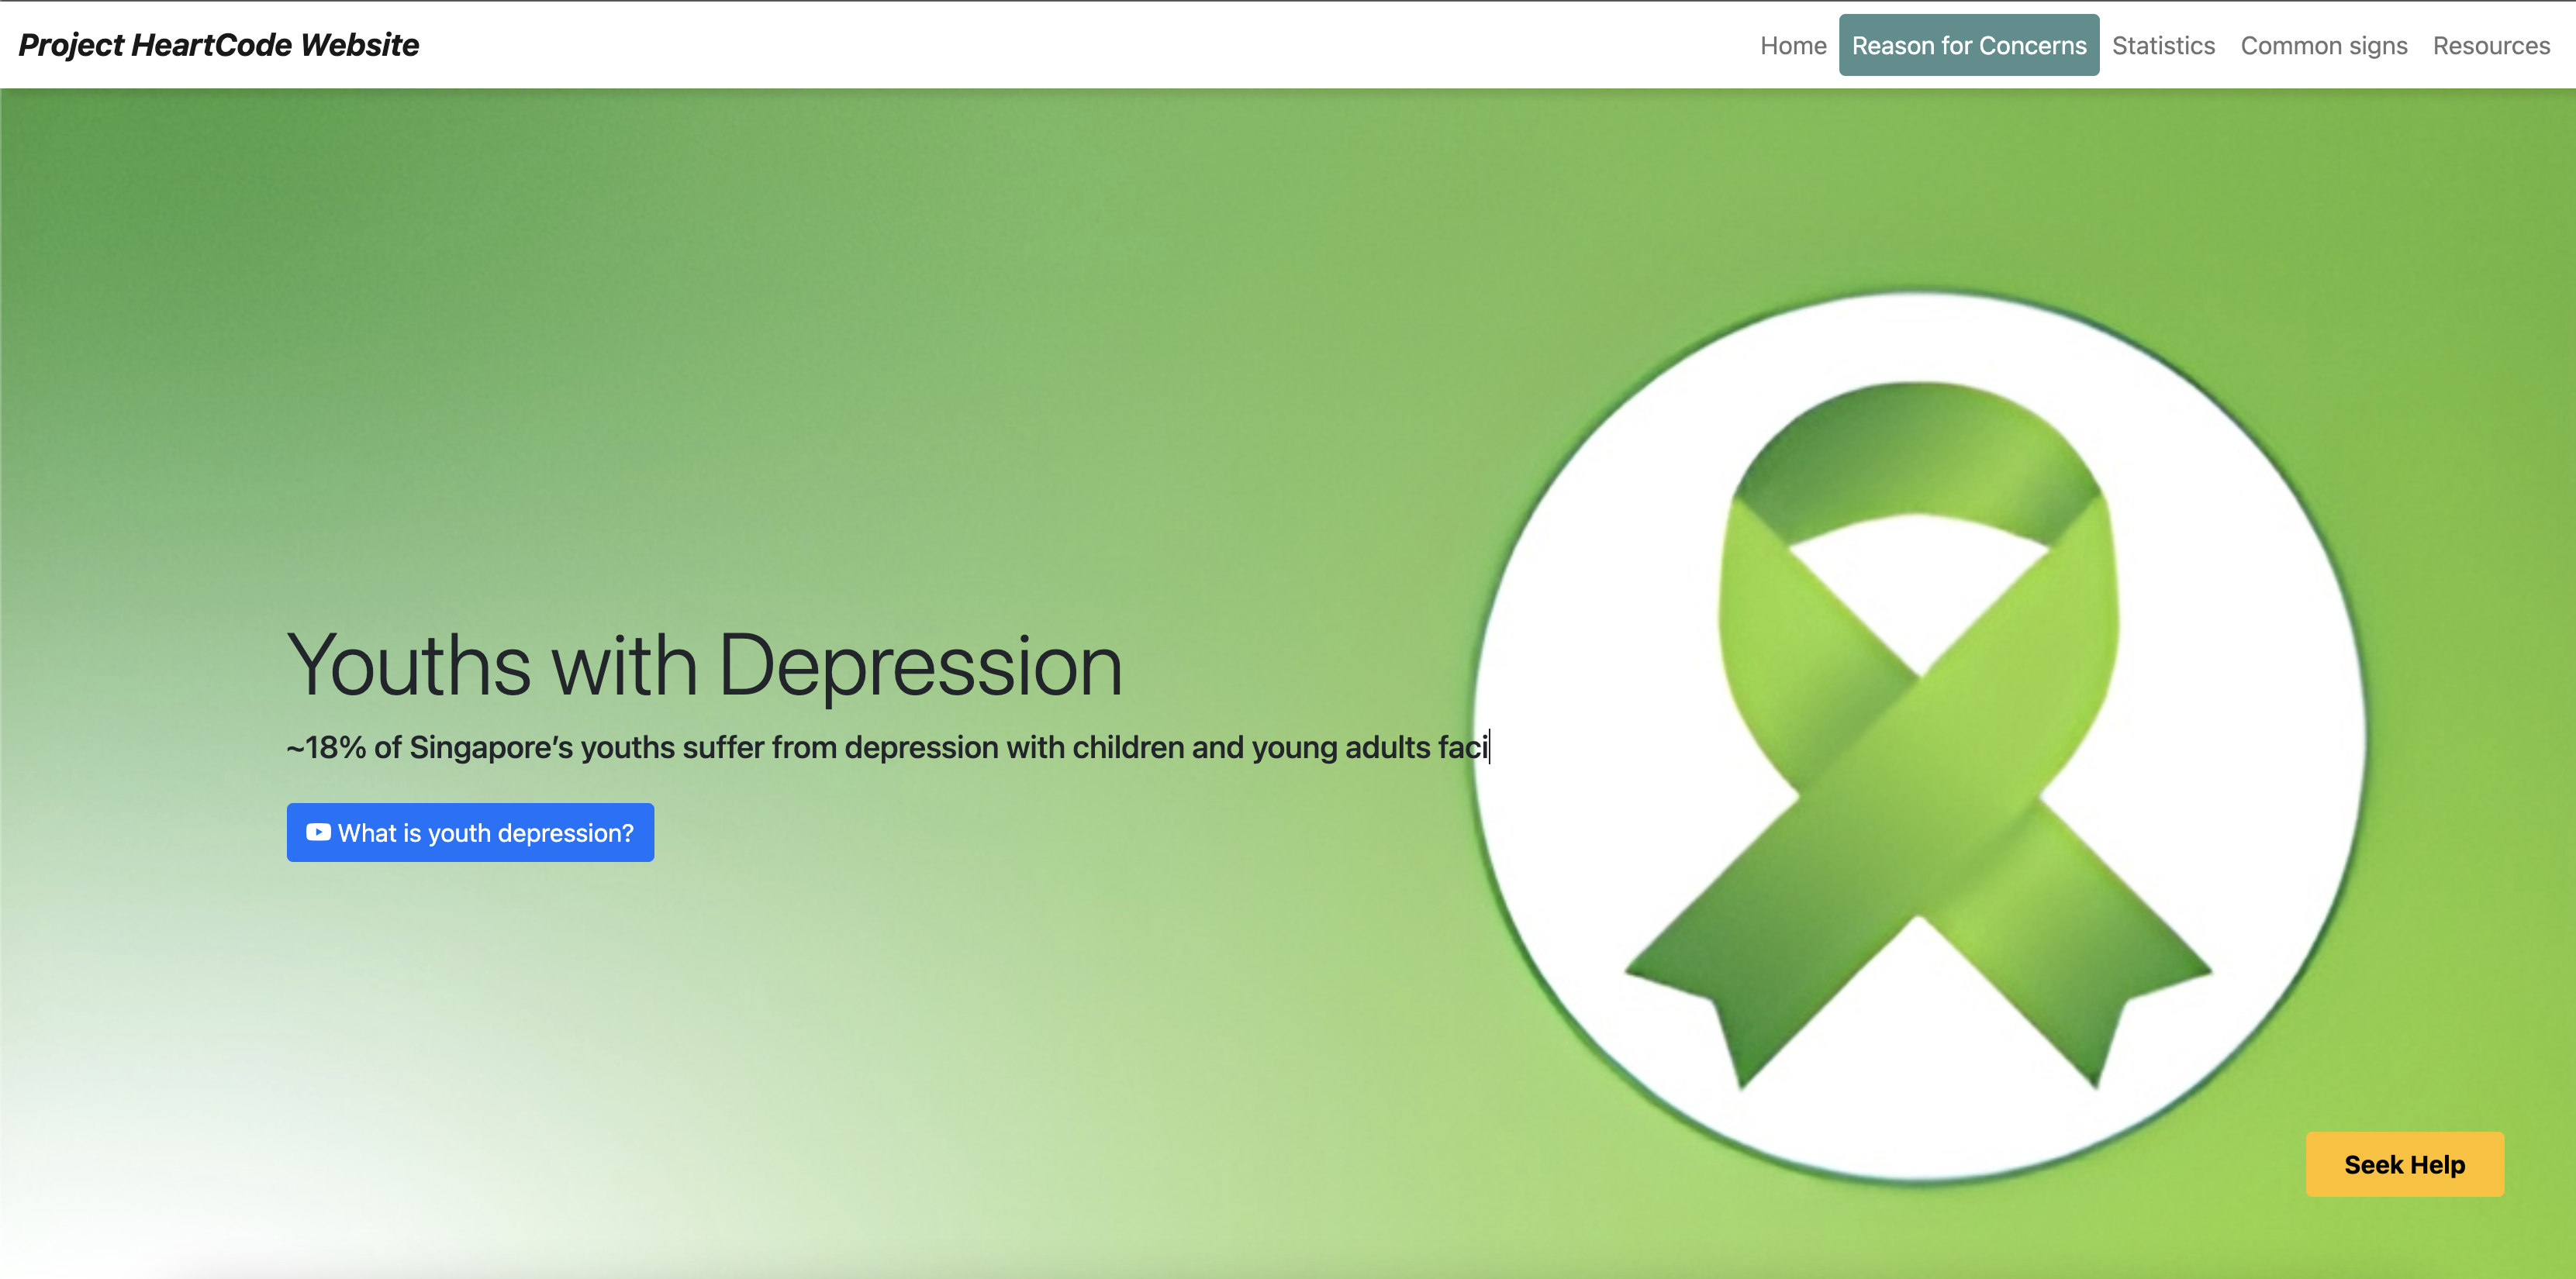 Project HeartCode Website
Home Reason for Concerns Statistics Common signs Resources
Youths with Depression
~18% of Singapore’s youths suffer from depression with children and young adults faci
What is youth depression?
Seek Help